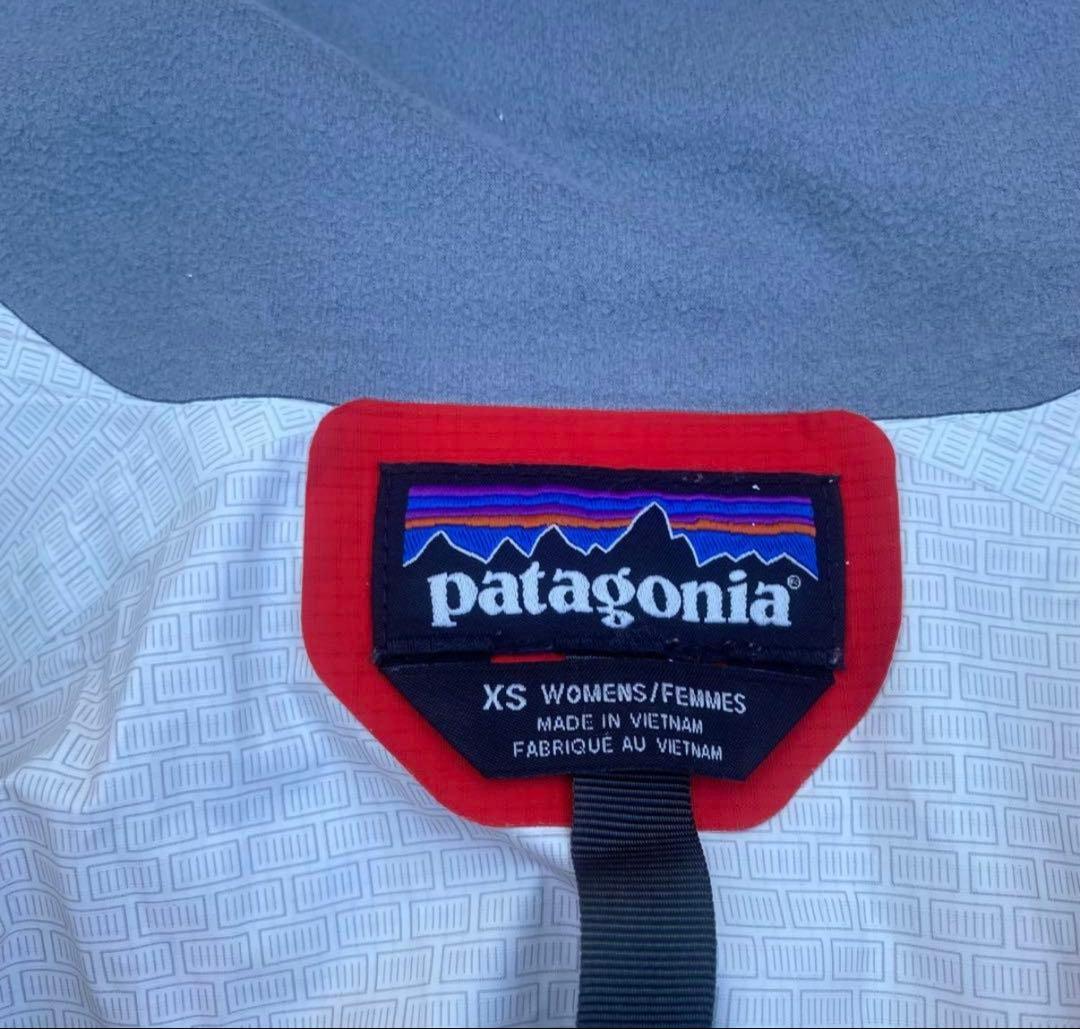 patagonia®
XS WOMENS/FEMMES
MADE IN VIETNAM
FABRIQUÉ AU VIETNAM